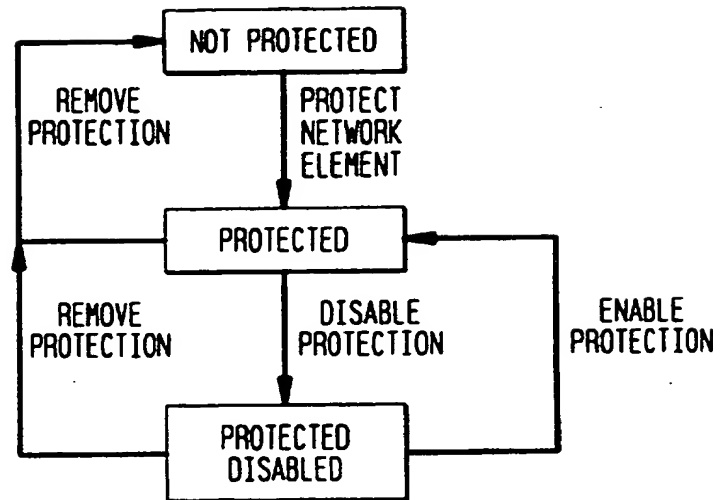 NOT PROTECTED
REMOVE
PROTECTION
PROTECT
NETWORK
ELEMENT
PROTECTED
REMOVE
PROTECTION
DISABLE
PROTECTION
ENABLE
PROTECTION
PROTECTED
DISABLED